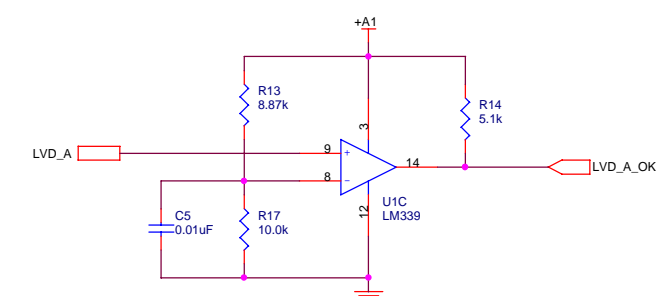 +A1
R13
8.87k
R14
5.1k
3
LVD_A
9
+
14
LVD_A_OK
8
-
U1C
LM339
12
C5
0.01uF
R17
10.0k